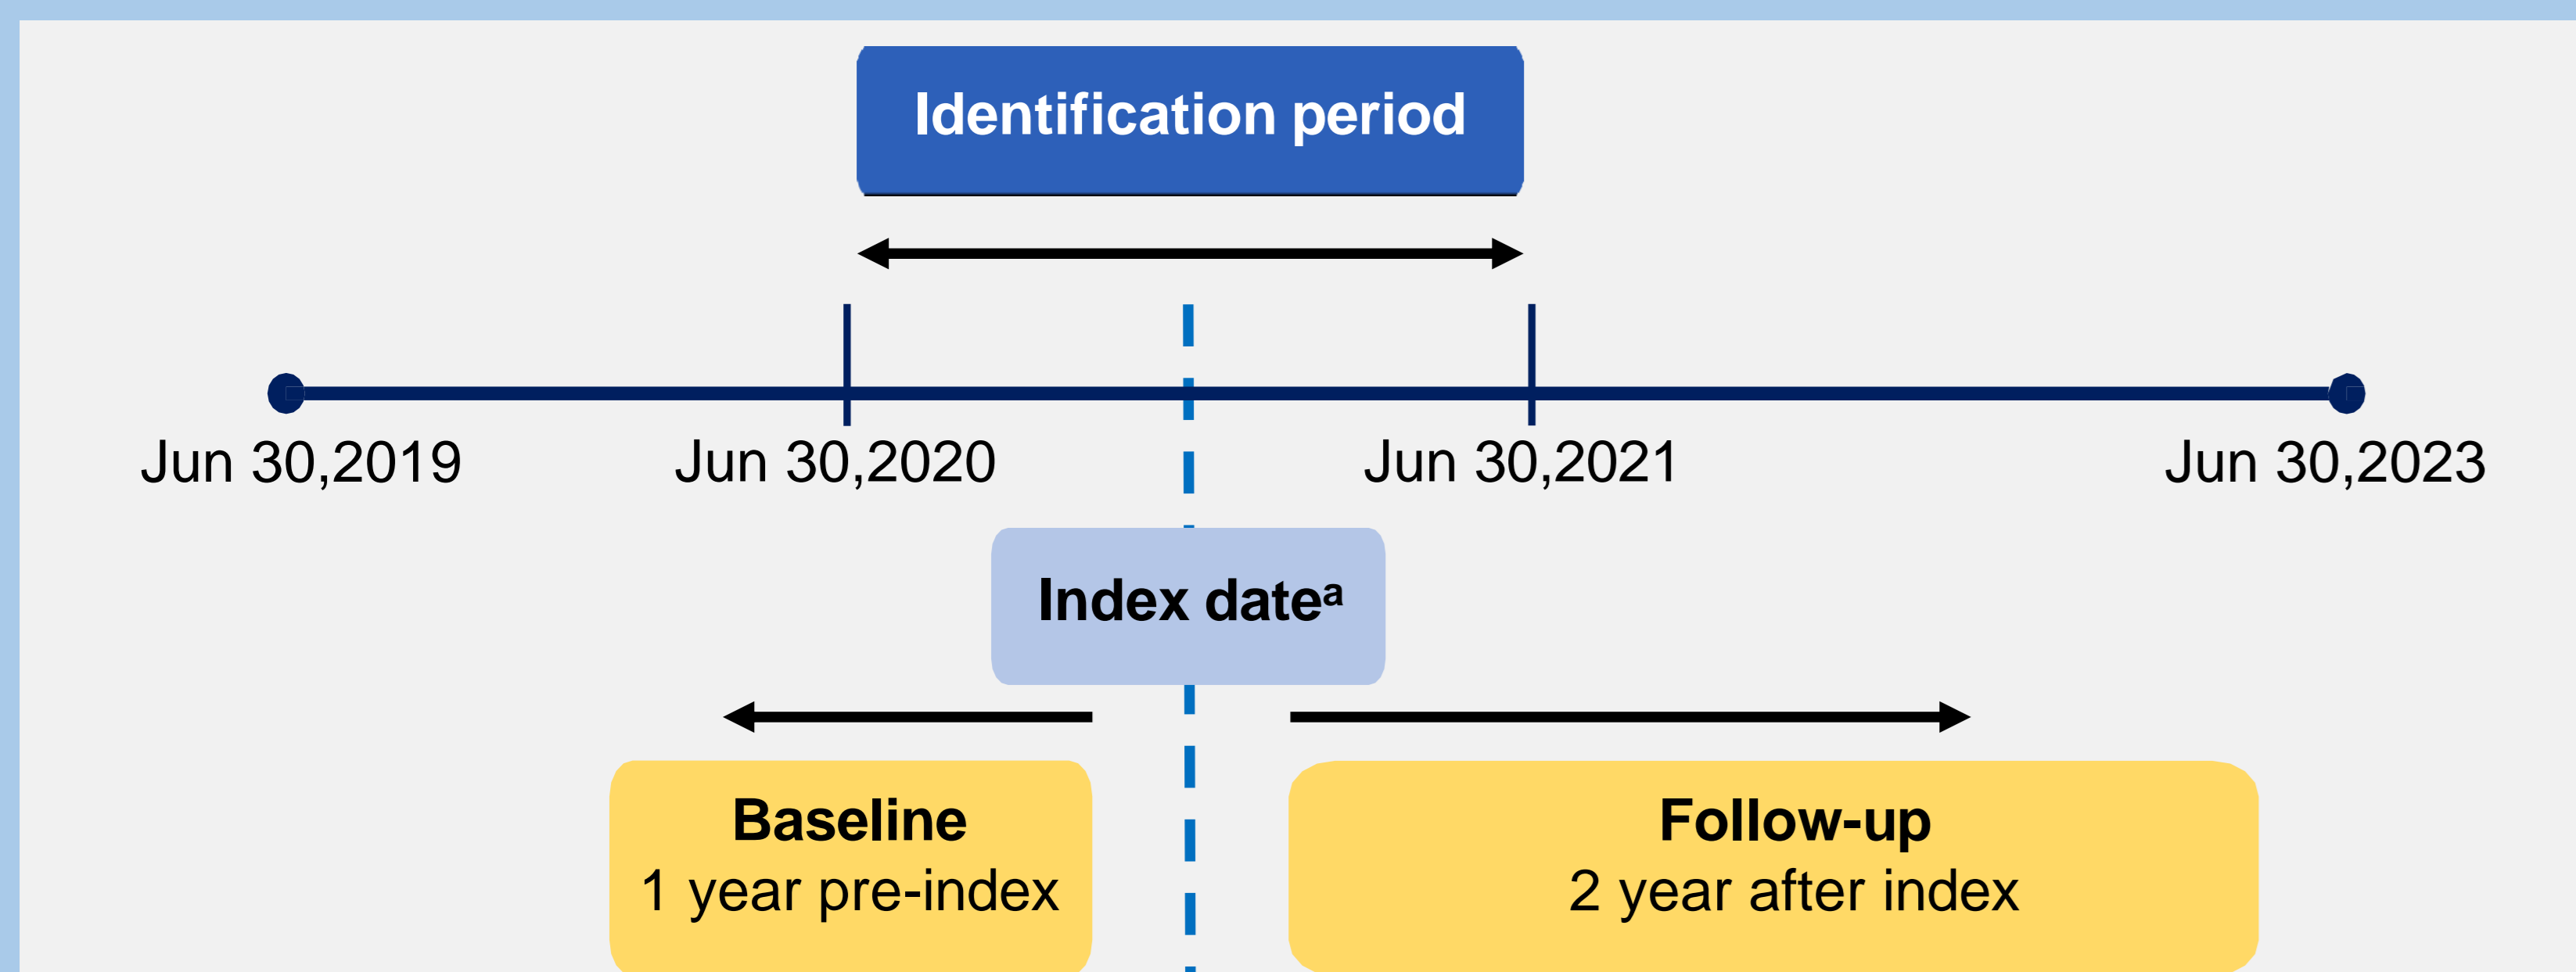 Identification period
Jun 30,2019
Jun 30,2020
Jun 30,2021
Jun 30,2023
Index dateᵃ
Baseline
1 year pre-index
Follow-up
2 year after index